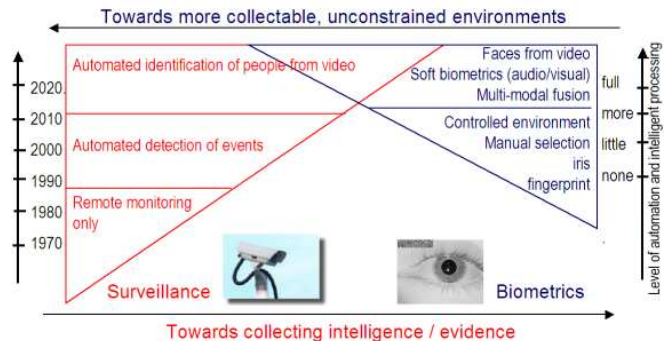 Towards more collectable, unconstrained environments
Automated identification of people from video
Automated detection of events
Remote monitoring
only
Faces from video
Soft biometrics (audio/visual)
Multi-modal fusion
Controlled environment
Manual selection
iris
fingerprint
2020
2010
2000
1990
1980
1970
full
more
little
none
Level of automation and intelligent processing
Surveillance
Biometrics
Towards collecting intelligence / evidence